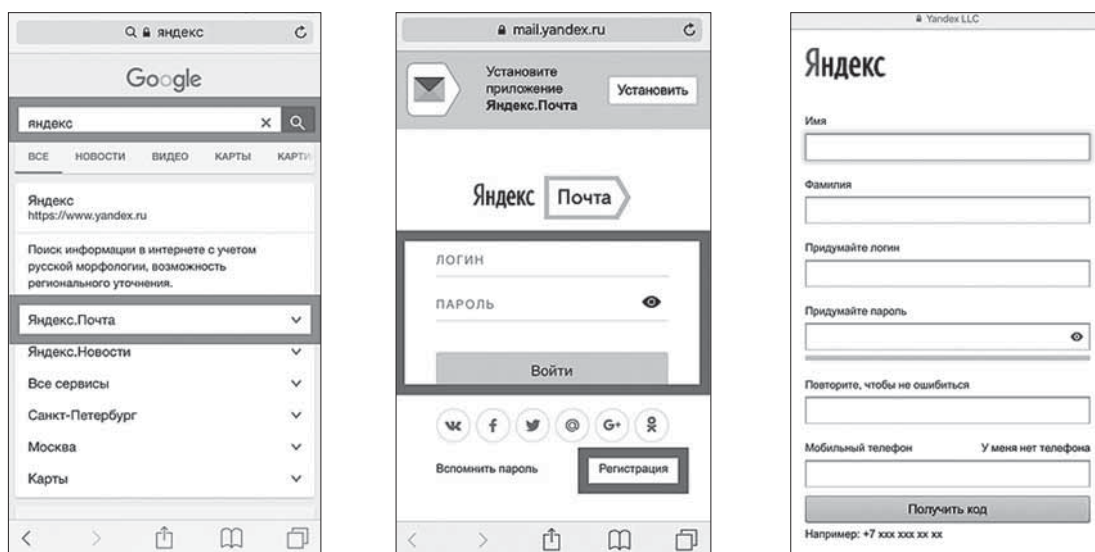 яндекс
Google
яндекс
ВСЕ НОВОСТИ ВИДЕО КАРТЫ КАРТИ
Яндекс
https://www.yandex.ru
Поиск информации в интернете с учетом
русской морфологии, возможность
регионального уточнения.
Яндекс.Почта
Яндекс.Новости
Все сервисы
Санкт-Петербург
Москва
Карты
mail.yandex.ru
Установите
приложение
Яндекс.Почта
Установить
Яндекс Почта
ЛОГИН
ПАРОЛЬ
Войти
Вспомнить пароль
Регистрация
Yandex LLC
Яндекс
Имя
Фамилия
Придумайте логин
Придумайте пароль
Повторите, чтобы не ошибиться
Мобильный телефон У меня нет телефона
Получить код
Например: +7 xxx xxx xx xx